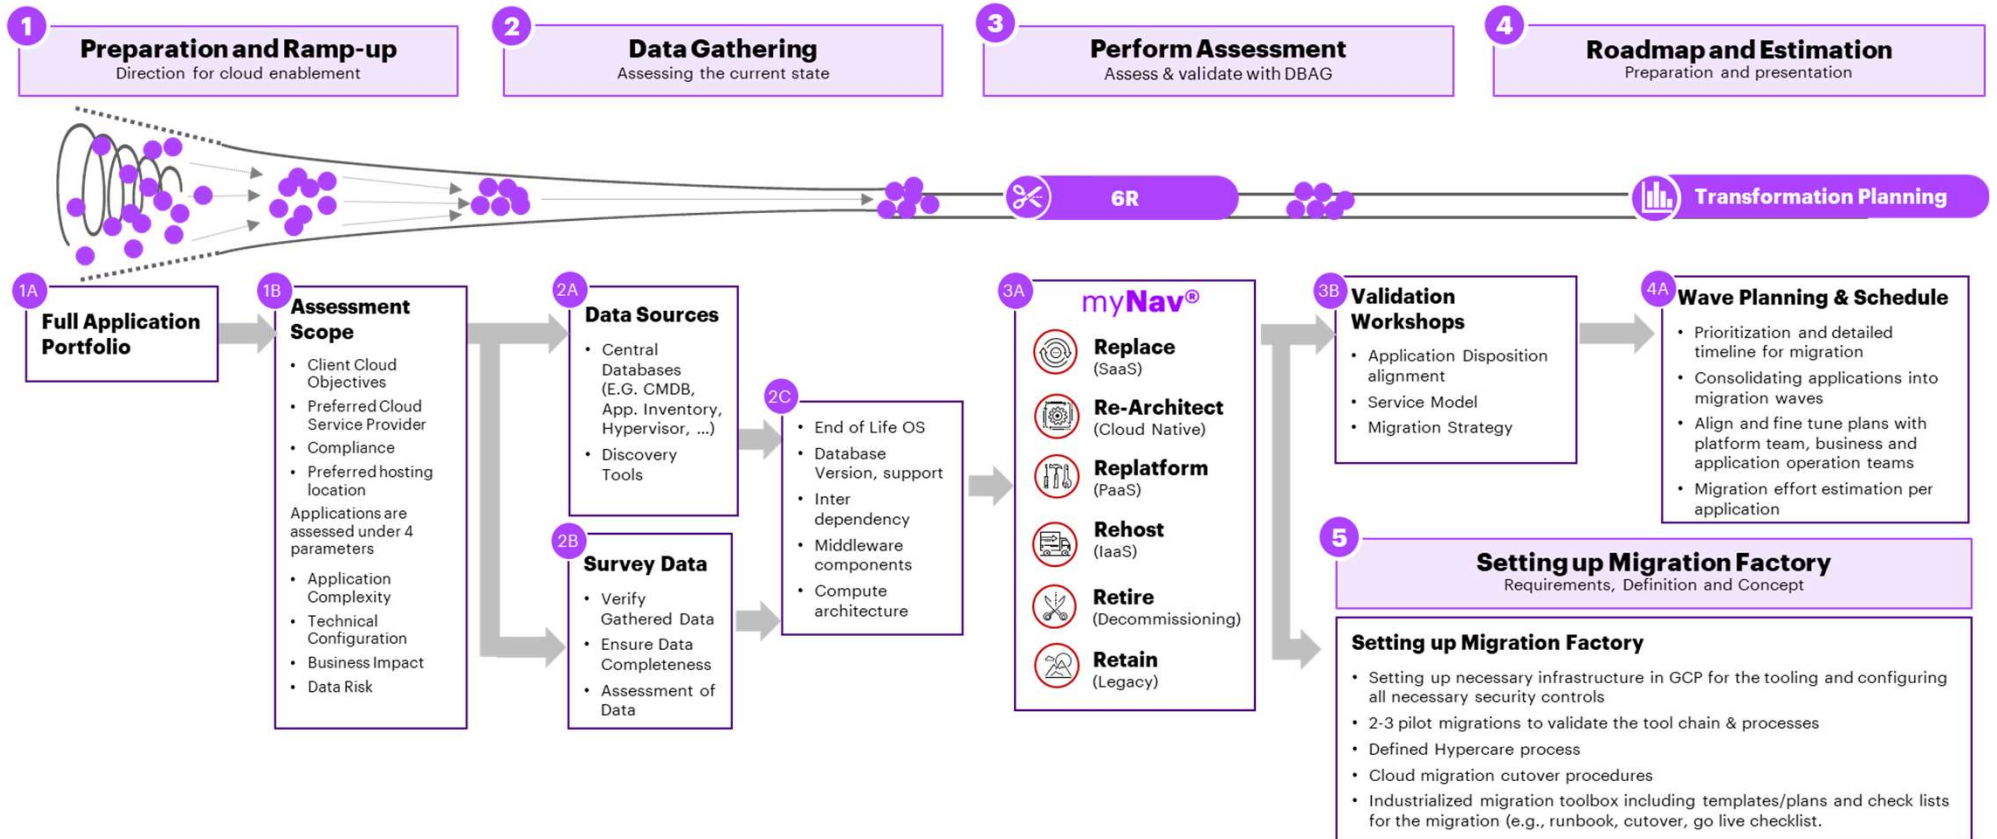 1
Preparation and Ramp-up
Direction for cloud enablement
2
Data Gathering
Assessing the current state
3
Perform Assessment
Assess & validate with DBAG
4
Roadmap and Estimation
Preparation and presentation
6R
Transformation Planning
1A
Full Application
Portfolio
1B
Assessment
Scope
• Client Cloud
Objectives
• Preferred Cloud
Service Provider
• Compliance
• Preferred hosting
location
Applications are
assessed under 4
parameters
• Application
Complexity
• Technical
Configuration
• Business Impact
• Data Risk
2A
Data Sources
• Central
Databases
(E.G. CMDB,
App. Inventory,
Hypervisor, ...)
• Discovery
Tools
2B
Survey Data
• Verify
Gathered Data
• Ensure Data
Completeness
• Assessment of
Data
2C
• End of Life OS
• Database
Version, support
• Inter
dependency
• Middleware
components
• Compute
architecture
3A
myNav®
Replace
(SaaS)
Re-Architect
(Cloud Native)
Replatform
(PaaS)
Rehost
(IaaS)
Retire
(Decommissioning)
Retain
(Legacy)
3B
Validation
Workshops
• Application Disposition
alignment
• Service Model
• Migration Strategy
4A
Wave Planning & Schedule
• Prioritization and detailed
timeline for migration
• Consolidating applications into
migration waves
• Align and fine tune plans with
platform team, business and
application operation teams
• Migration effort estimation per
application
5
Setting up Migration Factory
Requirements, Definition and Concept
Setting up Migration Factory
• Setting up necessary infrastructure in GCP for the tooling and configuring
all necessary security controls
• 2-3 pilot migrations to validate the tool chain & processes
• Defined Hypercare process
• Cloud migration cutover procedures
• Industrialized migration toolbox including templates/plans and check lists
for the migration (e.g., runbook, cutover, go live checklist.